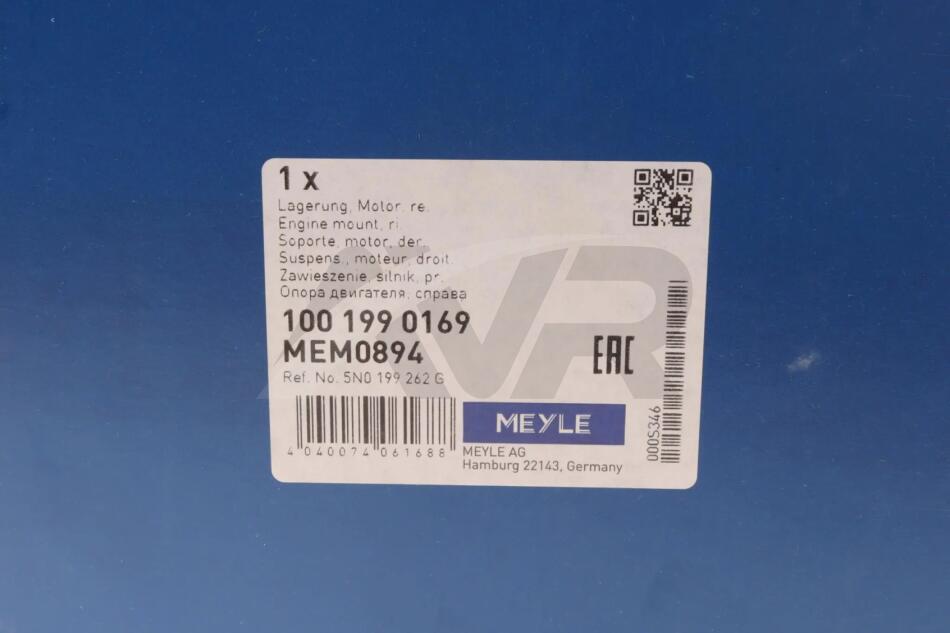 1 x
Lagerung, Motor, re.
Engine mount, ri.
Soporte, motor, der.
Suspens., moteur, droit.
Zawieszenie, silnik, pr.
Опора двигателя, справа
100 199 0169
MEM0894
Ref. No. 5N0 199 262 G
EAC
4 040074 061688
MEYLE
MEYLE AG
Hamburg 22143, Germany
000S346
NR